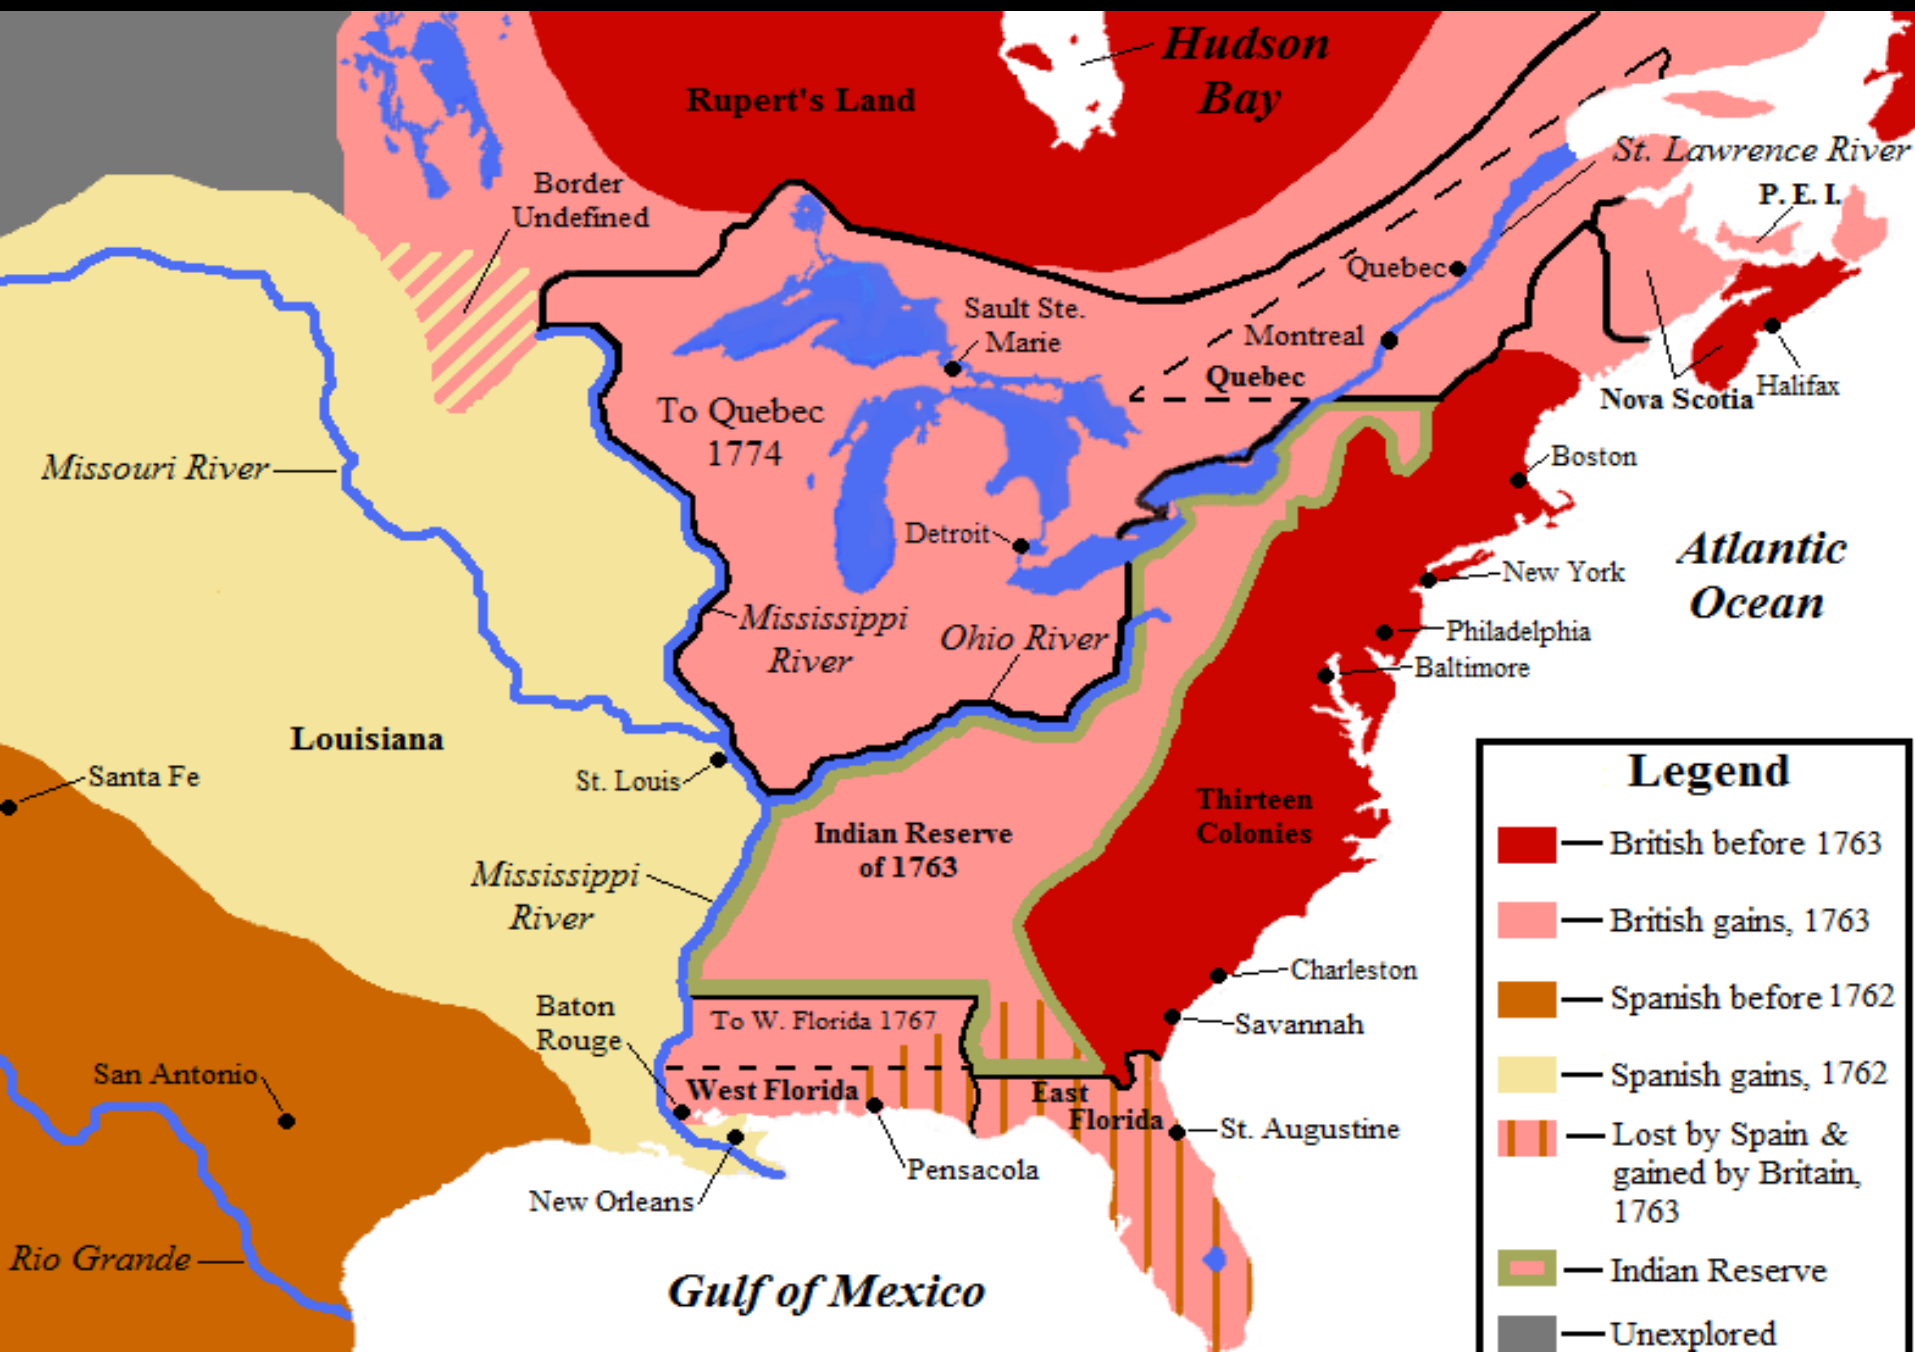 Hudson
Bay
Rupert's Land
St. Lawrence River
Border
Undefined
P. E. I.
Quebec
Sault Ste.
Marie
Montreal
Quebec
Nova Scotia
Halifax
To Quebec
1774
Missouri River
Boston
Detroit
Atlantic
Ocean
New York
Mississippi
River
Ohio River
Philadelphia
Baltimore
Louisiana
Santa Fe
St. Louis
Thirteen
Colonies
Indian Reserve
of 1763
Mississippi
River
Charleston
Baton
Rouge
To W. Florida 1767
Savannah
San Antonio
West Florida
East
Florida
St. Augustine
Pensacola
New Orleans
Rio Grande
Gulf of Mexico
Legend
British before 1763
British gains, 1763
Spanish before 1762
Spanish gains, 1762
Lost by Spain &
gained by Britain,
1763
Indian Reserve
Unexplored